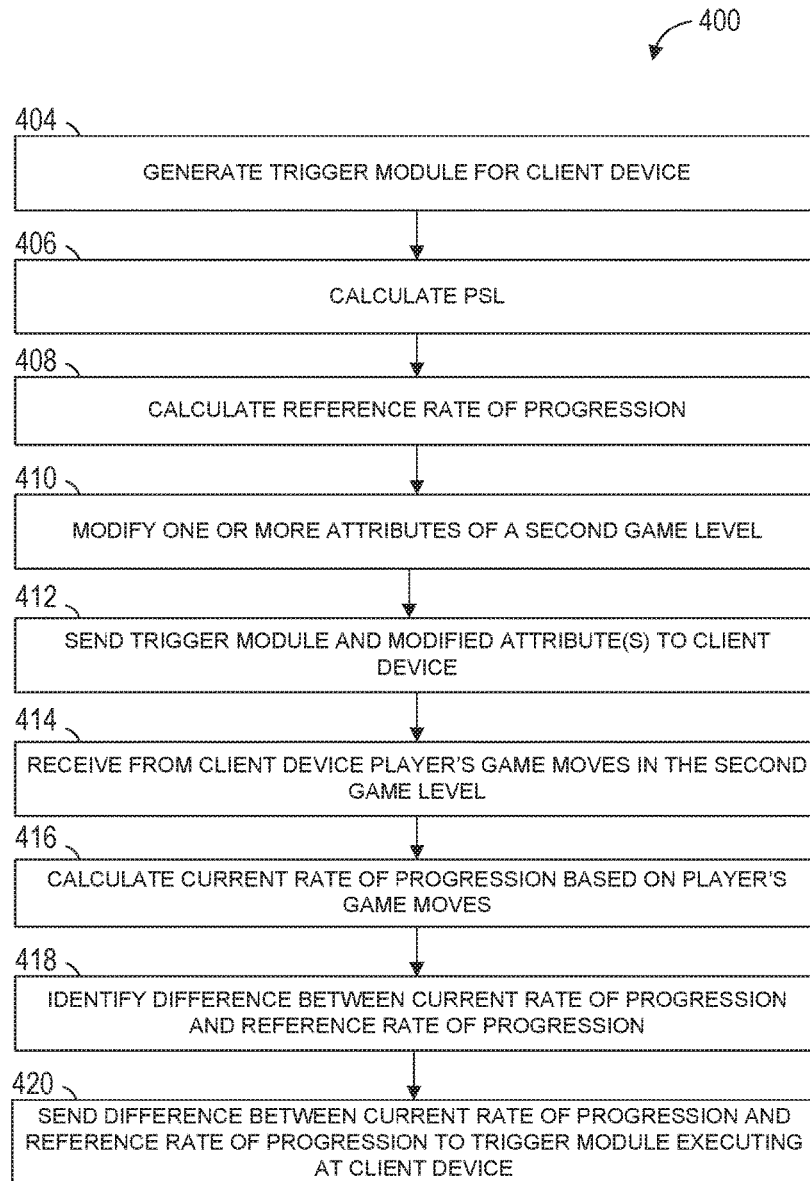 400
404
GENERATE TRIGGER MODULE FOR CLIENT DEVICE
406
CALCULATE PSL
408
CALCULATE REFERENCE RATE OF PROGRESSION
410
MODIFY ONE OR MORE ATTRIBUTES OF A SECOND GAME LEVEL
412
SEND TRIGGER MODULE AND MODIFIED ATTRIBUTE(S) TO CLIENT
DEVICE
414
RECEIVE FROM CLIENT DEVICE PLAYER'S GAME MOVES IN THE SECOND
GAME LEVEL
416
CALCULATE CURRENT RATE OF PROGRESSION BASED ON PLAYER'S
GAME MOVES
418
IDENTIFY DIFFERENCE BETWEEN CURRENT RATE OF PROGRESSION
AND REFERENCE RATE OF PROGRESSION
420
SEND DIFFERENCE BETWEEN CURRENT RATE OF PROGRESSION AND
REFERENCE RATE OF PROGRESSION TO TRIGGER MODULE EXECUTING
AT CLIENT DEVICE